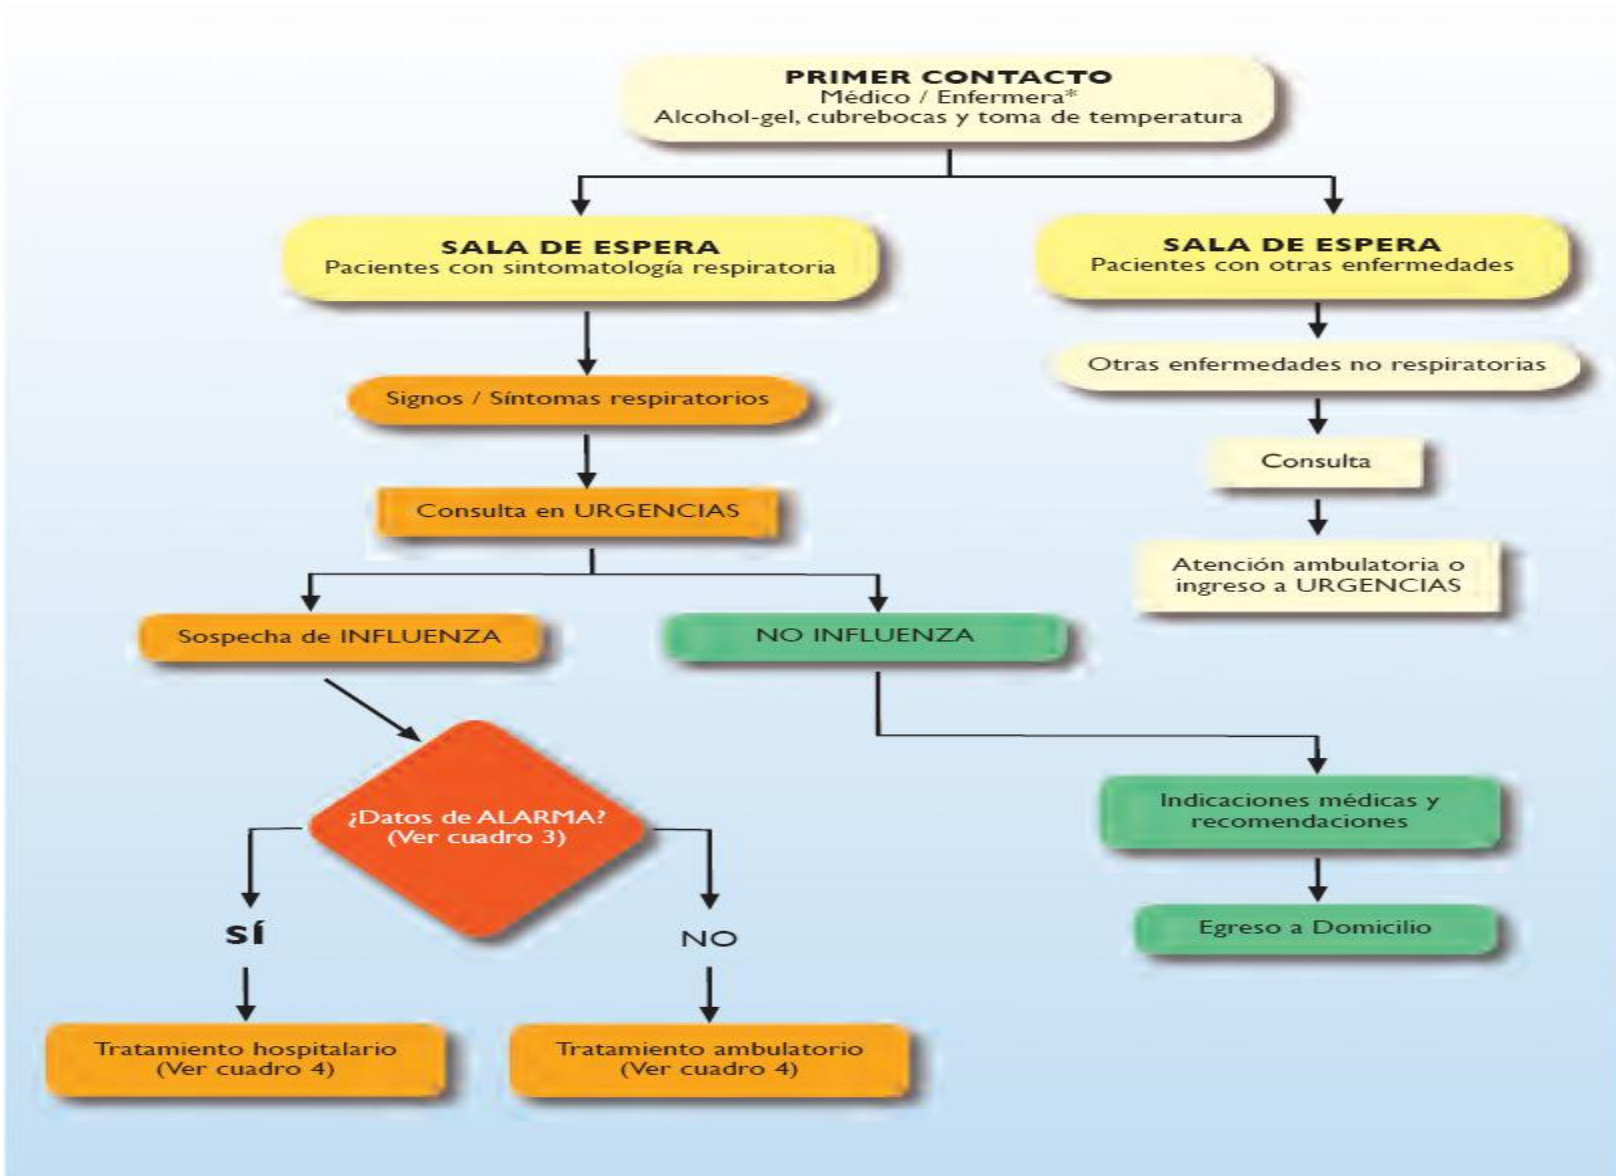 PRIMER CONTACTO
Médico / Enfermera*
Alcohol-gel, cubrebocas y toma de temperatura
SALA DE ESPERA
Pacientes con sintomatología respiratoria
SALA DE ESPERA
Pacientes con otras enfermedades
Signos / Síntomas respiratorios
Otras enfermedades no respiratorias
Consulta en URGENCIAS
Consulta
Atención ambulatoria o
ingreso a URGENCIAS
Sospecha de INFLUENZA
NO INFLUENZA
¿Datos de ALARMA?
(Ver cuadro 3)
Indicaciones médicas y
recomendaciones
SÍ
NO
Egreso a Domicilio
Tratamiento hospitalario
(Ver cuadro 4)
Tratamiento ambulatorio
(Ver cuadro 4)